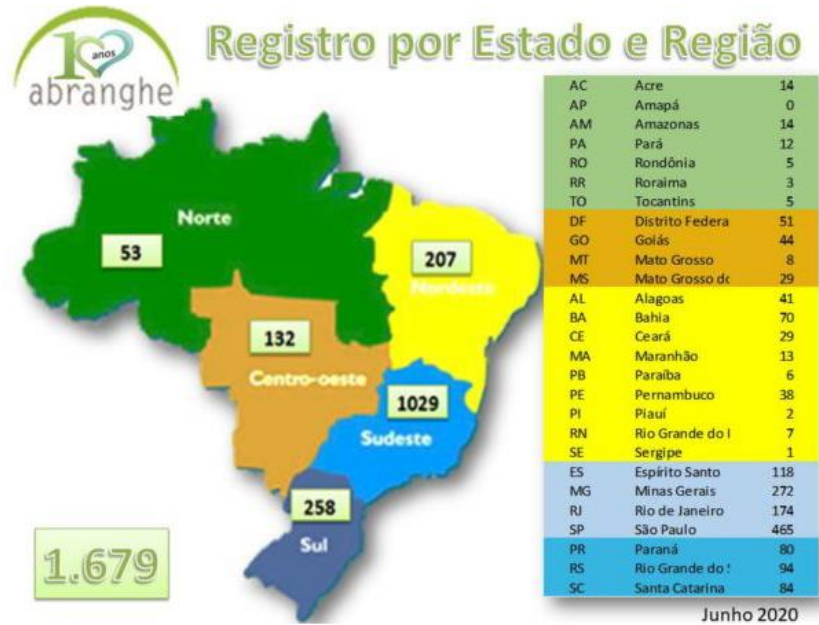 10 anos
abranghe
Registro por Estado e Região
AC Acre 14
AP Amapá 0
AM Amazonas 14
PA Pará 12
RO Rondônia 5
RR Roraima 3
TO Tocantins 5
DF Distrito Federa 51
GO Goiás 44
MT Mato Grosso 8
MS Mato Grosso dc 29
AL Alagoas 41
BA Bahia 70
CE Ceará 29
MA Maranhão 13
PB Paraíba 6
PE Pernambuco 38
PI Piauí 2
RN Rio Grande do 7
SE Sergipe 1
ES Espírito Santo 118
MG Minas Gerais 272
RJ Rio de Janeiro 174
SP São Paulo 465
PR Paraná 80
RS Rio Grande do 94
SC Santa Catarina 84
Norte
53
207
Nordeste
132
Centro-oeste
1029
Sudeste
258
Sul
1.679
Junho 2020